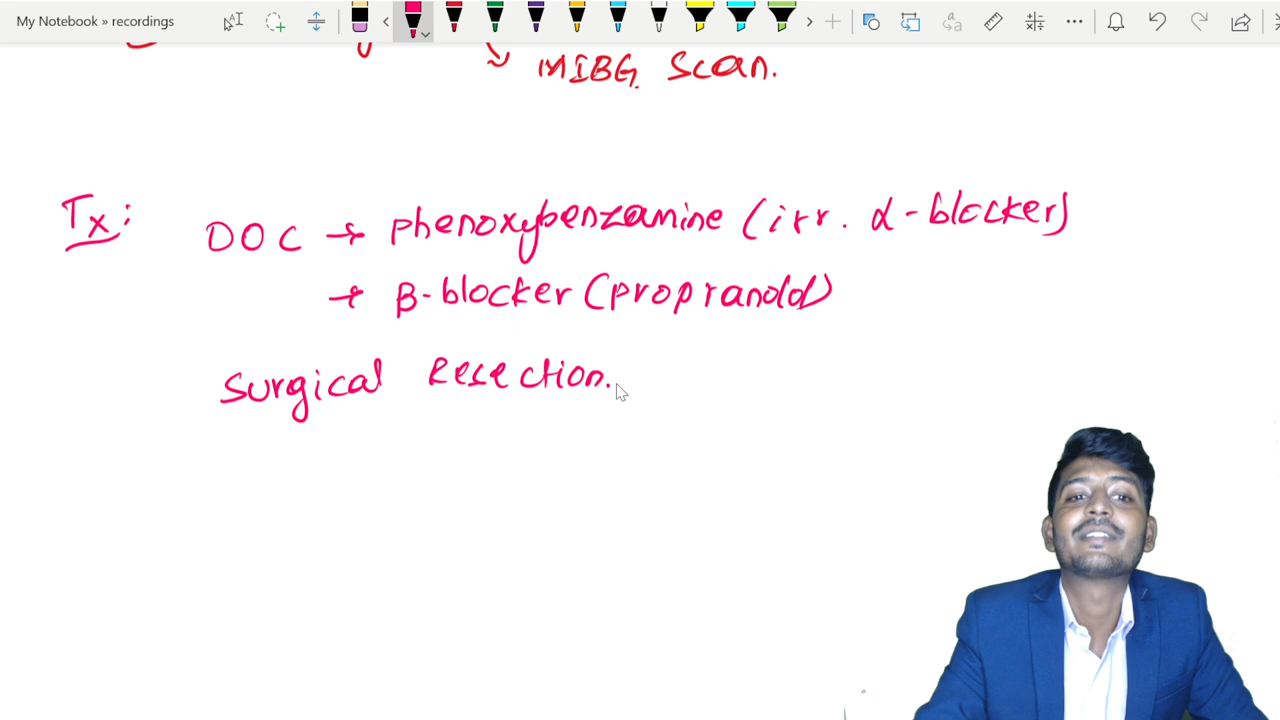 My Notebook » recordings
MIBG Scan.
Tx:
DOC → phenoxybenzamine (irr. α-blocker)
→ β-blocker (propranolol)
Surgical Resection.